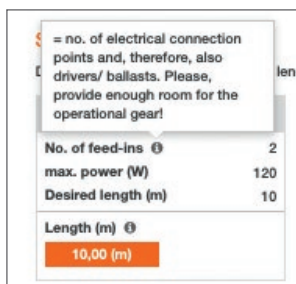 = no. of electrical connection
points and, therefore, also
drivers/ ballasts. Please,
provide enough room for the
operational gear!
len
No. of feed-ins 2
max. power (W) 120
Desired length (m) 10
Length (m)
10,00 (m)